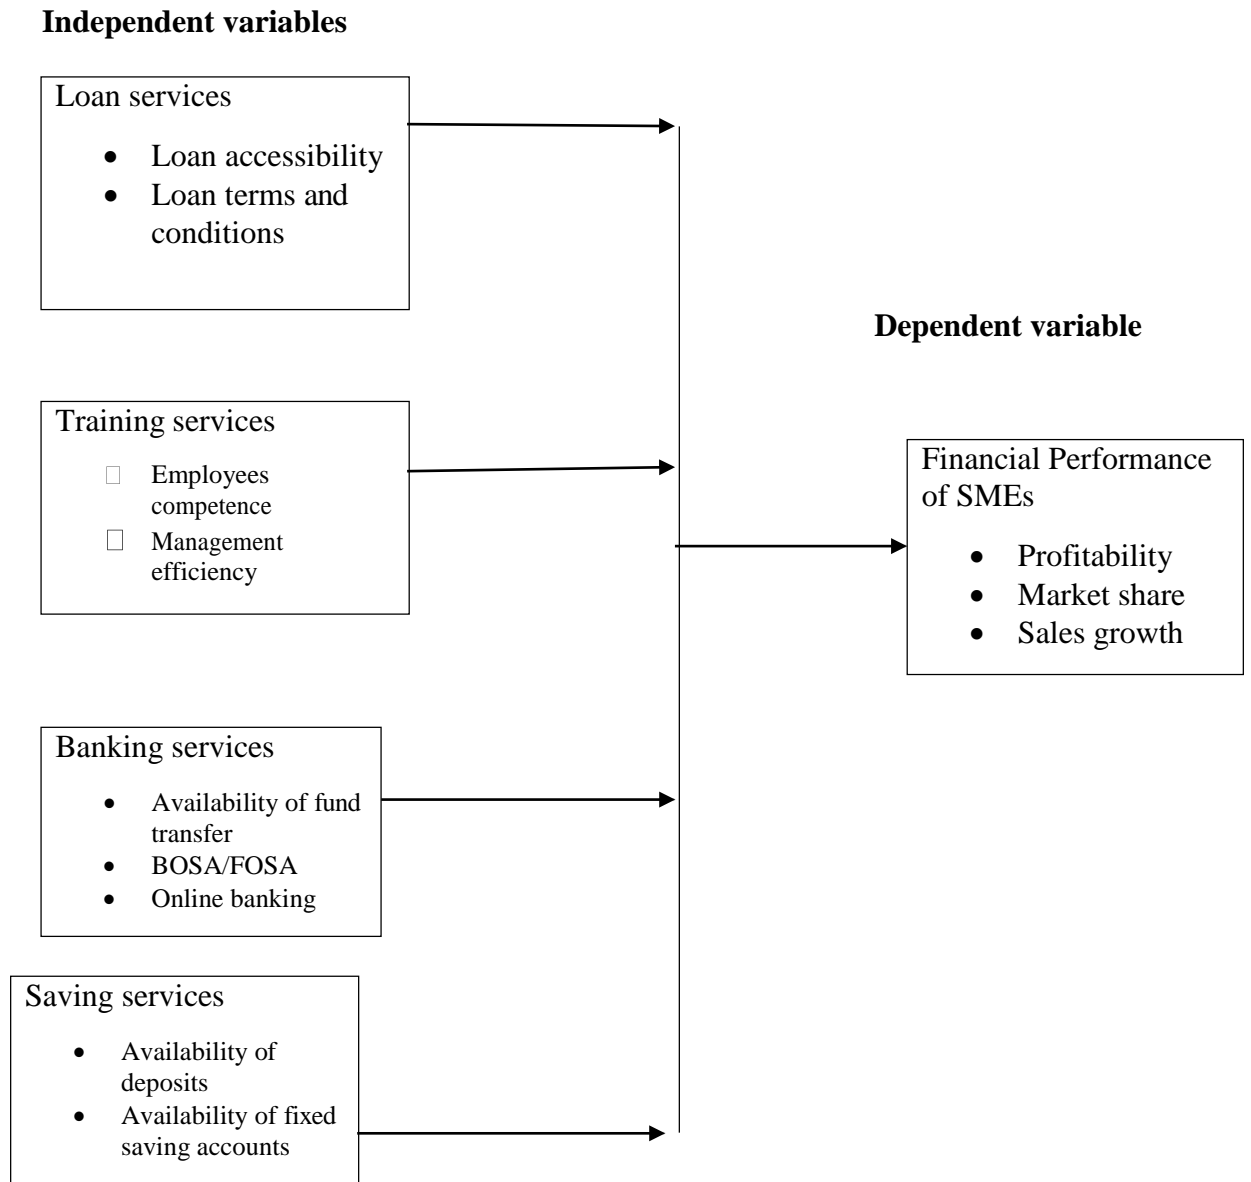 Independent variables
Loan services
• Loan accessibility
• Loan terms and
conditions
Dependent variable
Training services
Employees
competence
Management
efficiency
Financial Performance
of SMEs
• Profitability
• Market share
• Sales growth
Banking services
• Availability of fund
transfer
• BOSA/FOSA
• Online banking
Saving services
• Availability of
deposits
• Availability of fixed
saving accounts